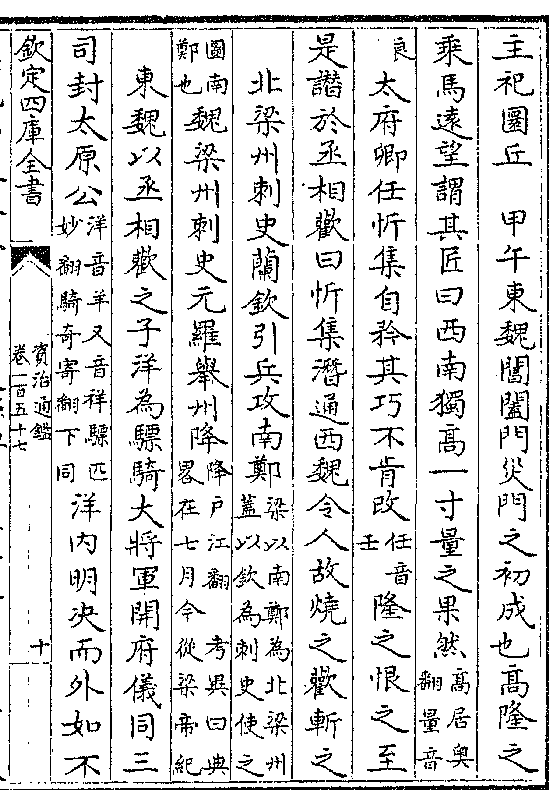 主祀圜丘　甲午東魏閶闔門災門之初成也高隆之
乘馬遠望謂其匠曰西南獨高一寸量之果然高居奧翻量音
良太府卿任忻集自矜其巧不肯改任音壬隆之恨之至
是譖於丞相歡曰忻集潛通西魏令人故燒之歡斬之
北梁州刺史蘭欽引兵攻南鄭梁以南鄭為北梁州蓋以欽為刺史使之
圖南鄭也魏梁州刺史元羅舉州降降戶江翻　考異曰典畧在七月今從梁帝紀
東魏以丞相歡之子洋為驃騎大將軍開府儀同三
司封太原公洋音羊又音祥驃匹妙翻騎奇寄翻下同洋内明决而外如不
欽定四庫全書
資治通鑑
卷一百五十七
十